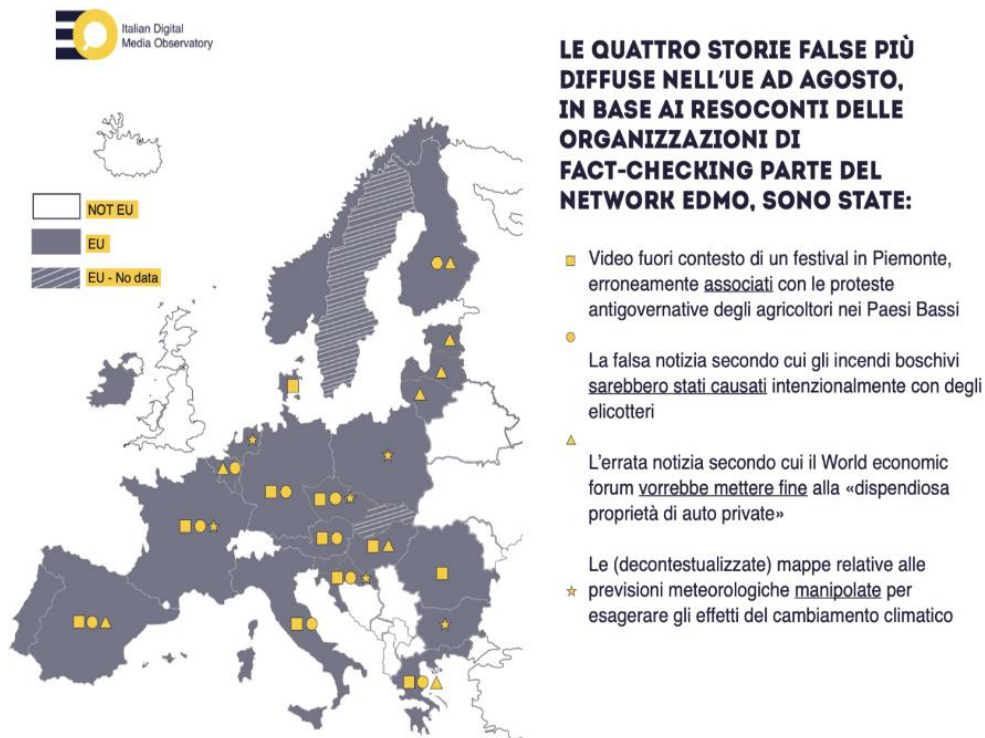 Italian Digital
Media Observatory
NOT EU
EU
EU - No data
LE QUATTRO STORIE FALSE PIÙ
DIFFUSE NELL'UE AD AGOSTO,
IN BASE AI RESOCONTI DELLE
ORGANIZZAZIONI DI
FACT-CHECKING PARTE DEL
NETWORK EDMO, SONO STATE:
Video fuori contesto di un festival in Piemonte,
erroneamente associati con le proteste
antigovernative degli agricoltori nei Paesi Bassi
La falsa notizia secondo cui gli incendi boschivi
sarebbero stati causati intenzionalmente con degli
elicotteri
L'errata notizia secondo cui il World economic
forum vorrebbe mettere fine alla «dispendiosa
proprietà di auto private»
Le (decontestualizzate) mappe relative alle
previsioni meteorologiche manipolate per
esagerare gli effetti del cambiamento climatico